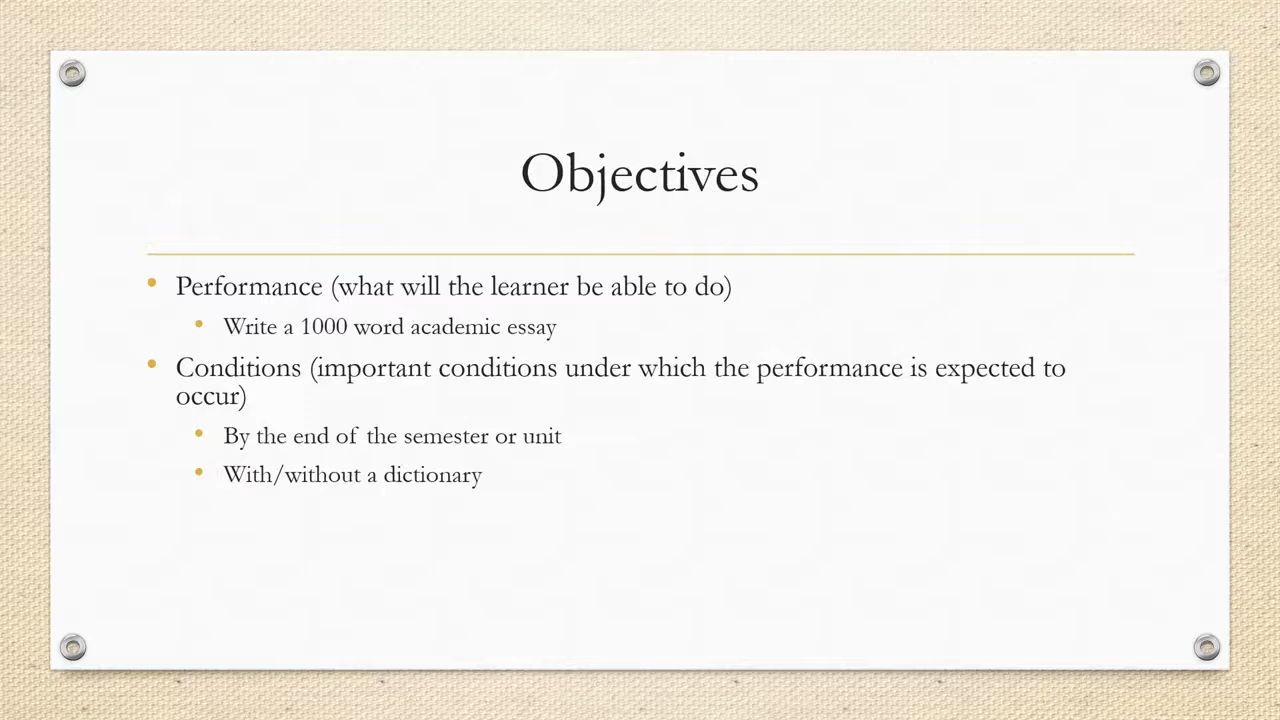 Objectives
Performance (what will the learner be able to do)
Write a 1000 word academic essay
Conditions (important conditions under which the performance is expected to
occur)
By the end of the semester or unit
With/without a dictionary